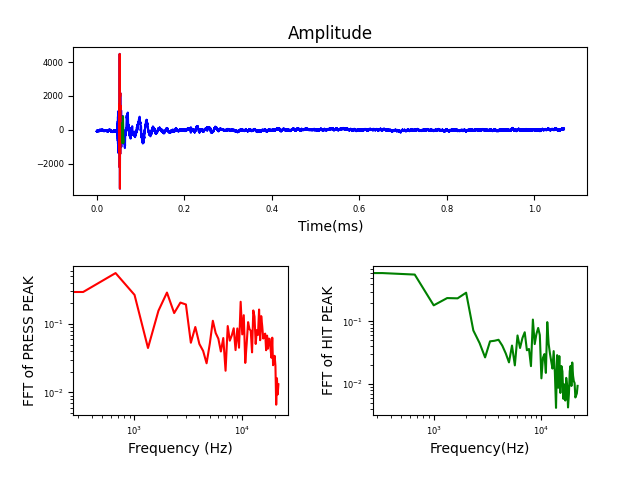 Amplitude
4000
2000
0
−2000
0.0 0.2 0.4 0.6 0.8 1.0
Time(ms)
FFT of PRESS PEAK
10⁻¹
10⁻²
10³ 10⁴
Frequency (Hz)
FFT of HIT PEAK
10⁻¹
10⁻²
10³ 10⁴
Frequency(Hz)